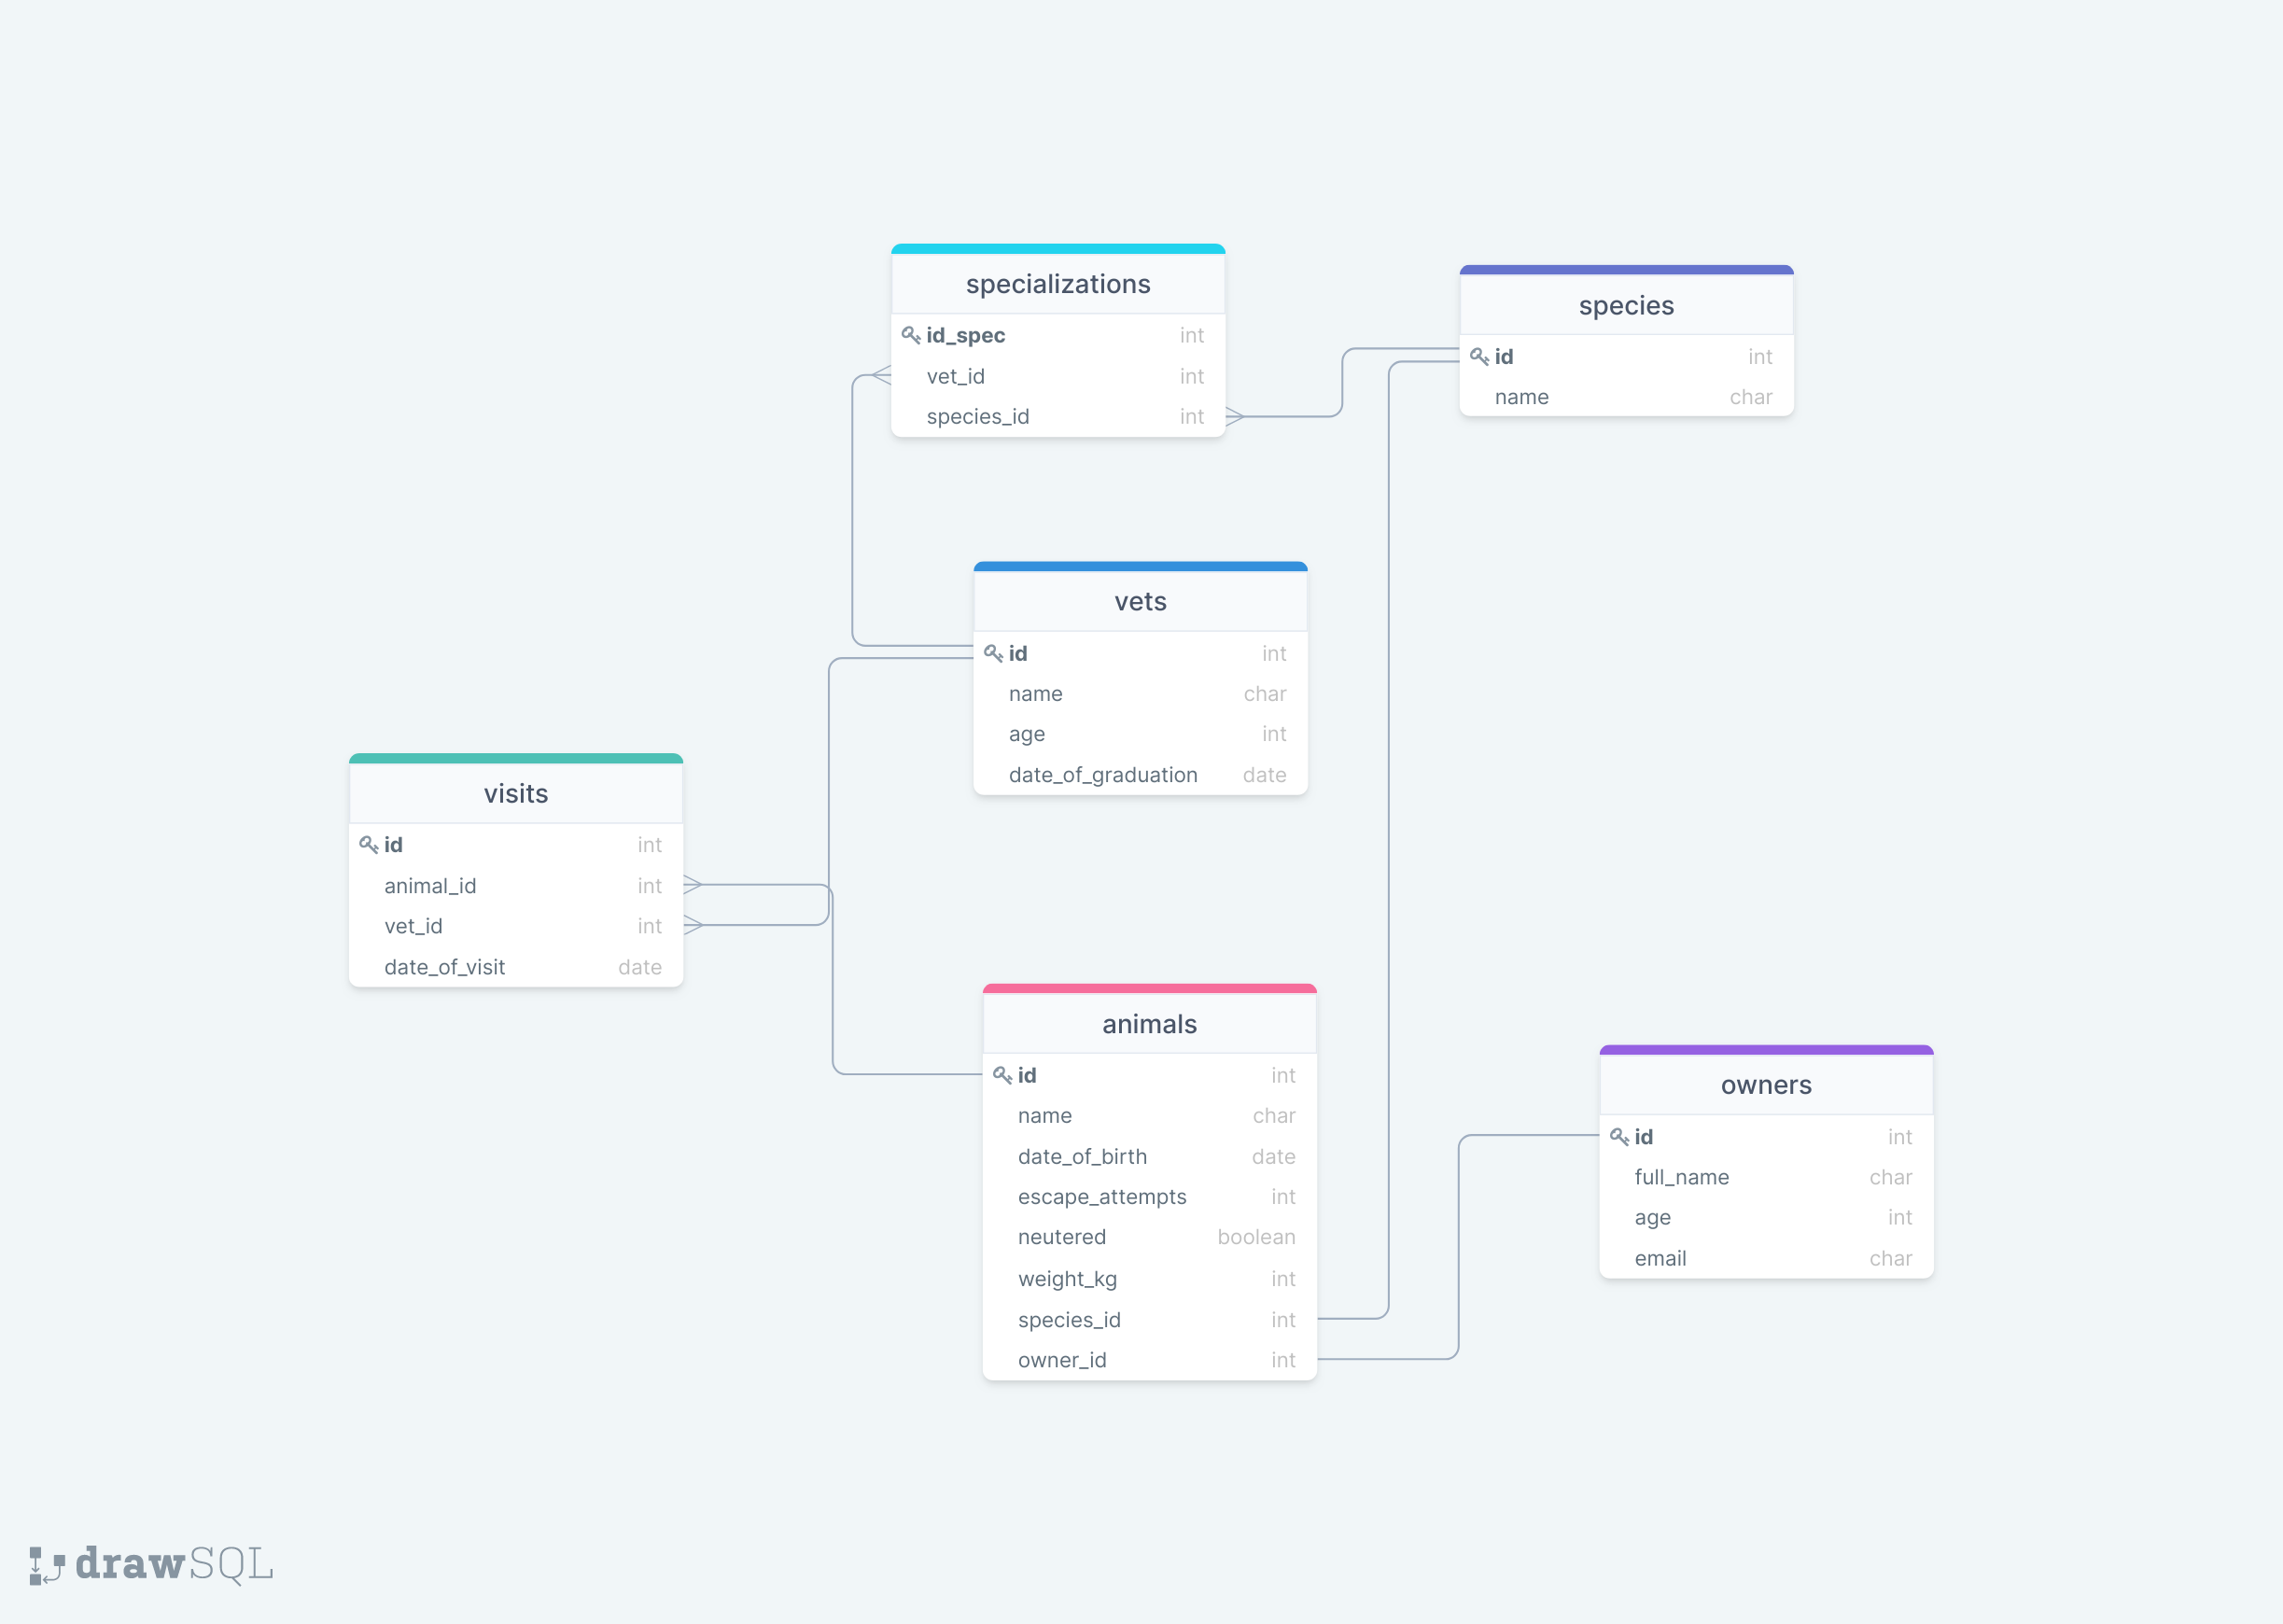 specializations
id_spec int
vet_id int
species_id int
species
id int
name char
vets
id int
name char
age int
date_of_graduation date
visits
id int
animal_id int
vet_id int
date_of_visit date
animals
id int
name char
date_of_birth date
escape_attempts int
neutered boolean
weight_kg int
species_id int
owner_id int
owners
id int
full_name char
age int
email char
drawSQL